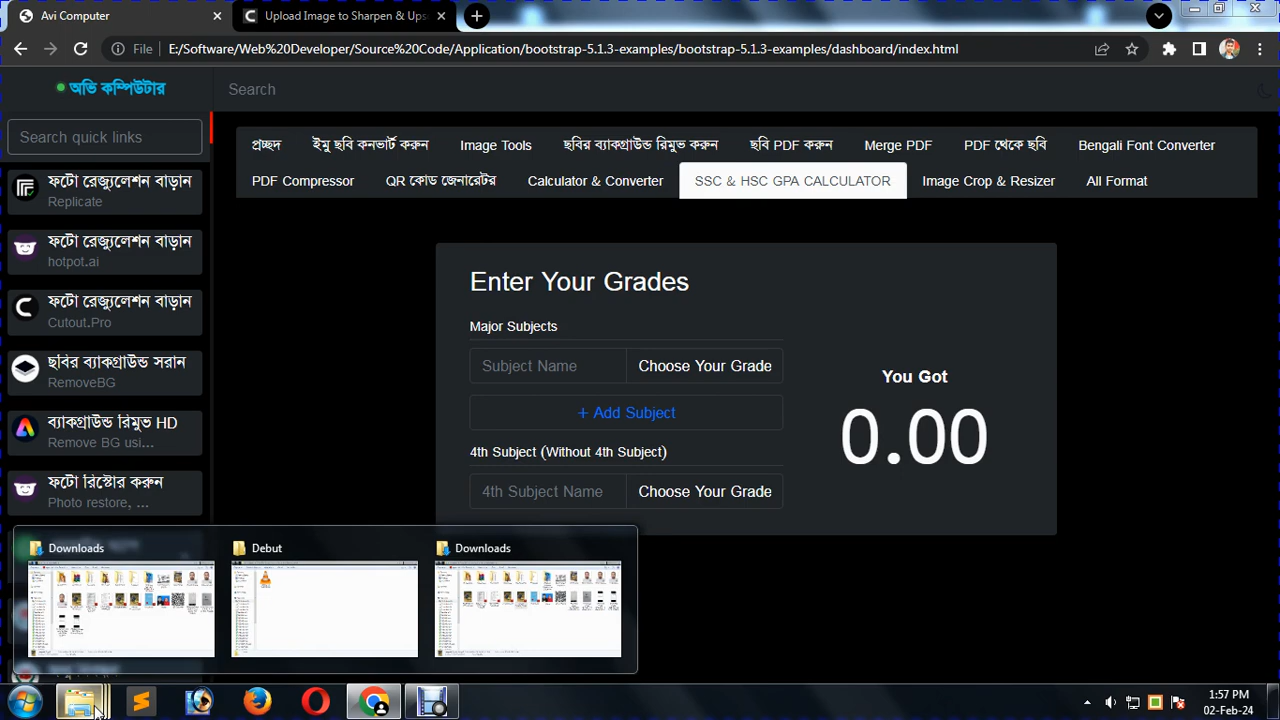 Avi Computer
Upload Image to Sharpen & Ups
File E:/Software/Web%20Developer/Source%20Code/Application/bootstrap-5.1.3-examples/bootstrap-5.1.3-examples/dashboard/index.html
অভি কম্পিউটার
Search
Search quick links
প্রচ্ছদ ইমু ছবি কনভার্ট করুন Image Tools ছবির ব্যাকগ্রাউন্ড রিমুভ করুন ছবি PDF করুন Merge PDF PDF থেকে ছবি Bengali Font Converter
PDF Compressor QR কোড জেনারেটর Calculator & Converter SSC & HSC GPA CALCULATOR Image Crop & Resizer All Format
ফটো রেজ্যুলেশন বাড়ান
Replicate
ফটো রেজ্যুলেশন বাড়ান
hotpot.ai
ফটো রেজ্যুলেশন বাড়ান
Cutout.Pro
ছবির ব্যাকগ্রাউন্ড সরান
RemoveBG
ব্যাকগ্রাউন্ড রিমুভ HD
Remove BG usi...
ফটো রিস্টোর করুন
Photo restore, ...
Enter Your Grades
Major Subjects
Subject Name Choose Your Grade
+ Add Subject
4th Subject (Without 4th Subject)
4th Subject Name Choose Your Grade
You Got
0.00
Downloads
Debut
Downloads
1:57 PM
02-Feb-24